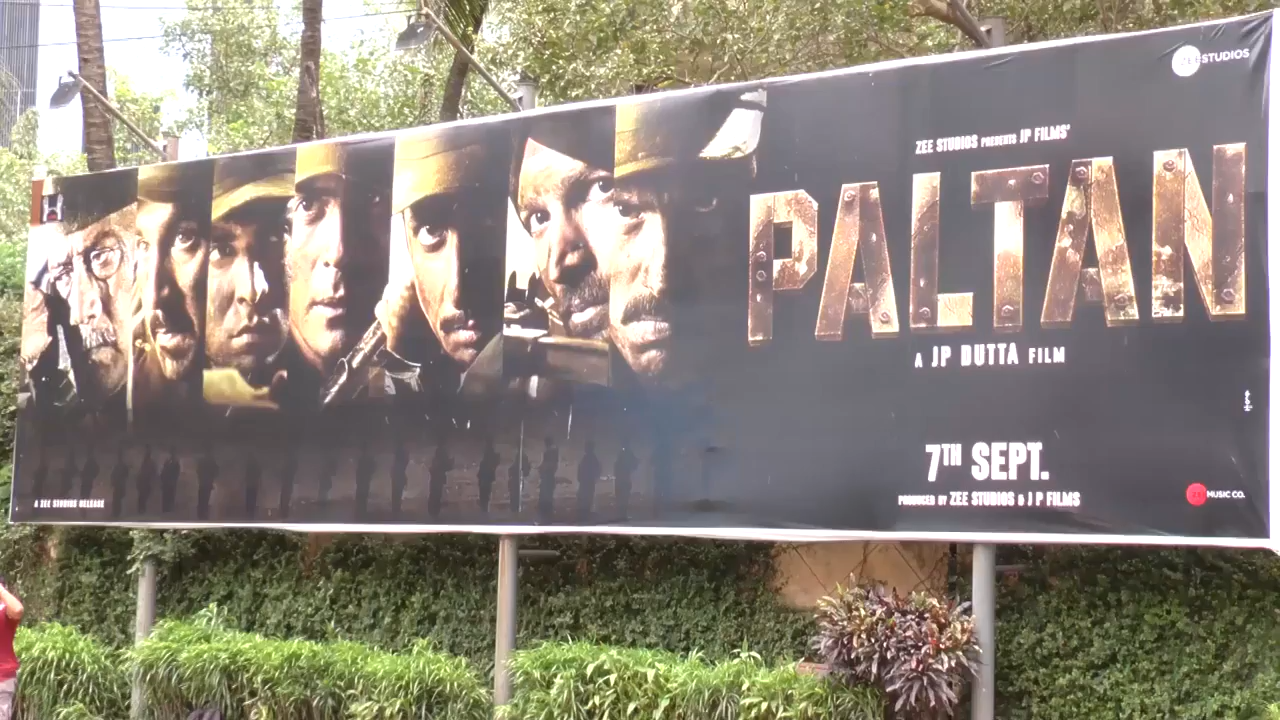 ZEE STUDIOS
ZEE STUDIOS PRESENTS JP FILMS'
PALTAN
A JP DUTTA FILM
7TH SEPT.
PRODUCED BY ZEE STUDIOS & J P FILMS
A ZEE STUDIOS RELEASE
ZEE MUSIC CO.